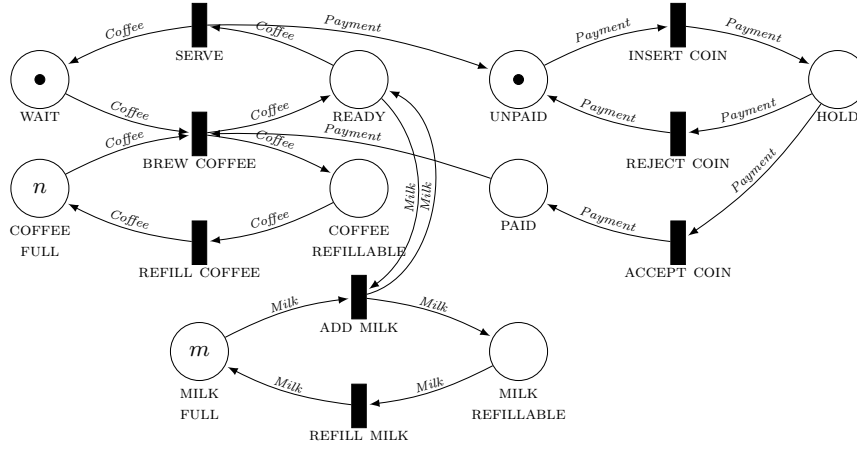 Coffee
Payment
Coffee
Payment
Payment
SERVE
INSERT COIN
WAIT
READY
UNPAID
HOLD
Coffee
Coffee
Payment
Payment
Coffee
Coffee
Payment
BREW COFFEE
REJECT COIN
Payment
n
Milk
Milk
COFFEE
FULL
Coffee
Coffee
COFFEE
REFILLABLE
PAID
Payment
REFILL COFFEE
ACCEPT COIN
Milk
Milk
ADD MILK
m
MILK
FULL
Milk
Milk
MILK
REFILLABLE
REFILL MILK